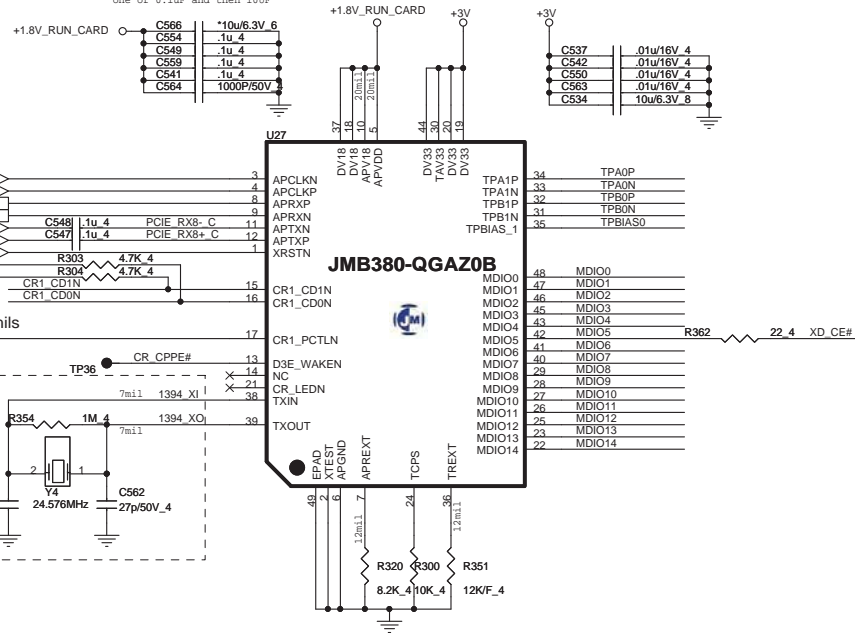 +1.8V_RUN_CARD
C566 *10u/6.3V_6
C554 .1u_4
C549 .1u_4
C559 .1u_4
C541 .1u_4
C564 1000P/50V_4
+1.8V_RUN_CARD
+3V
+3V
C537 .01u/16V_4
C542 .01u/16V_4
C550 .01u/16V_4
C563 .01u/16V_4
C534 10u/6.3V_8
20mil
20mil
37 18 10 5 44 30 20 19
U27
DV18 DV18 APV18 APVDD DV33 TAV33 DV33 DV33
3 APCLKN
4 APCLKP
8 APRXP
9 APRXN
C548 .1u_4 PCIE_RX8-_C 11 APTXN
C547 .1u_4 PCIE_RX8+_C 12 APTXP
1 XRSTN
R303 4.7K_4
R304 4.7K_4
CR1_CD1N 15 CR1_CD1N
CR1_CD0N 16 CR1_CD0N
17 CR1_PCTLN
CR_CPPE# 13 D3E_WAKEN
TP36
14 NC
21 CR_LEDN
7mil 1394_XI 38 TXIN
R354 1M_4 1394_XO 39 TXOUT
7mil
2 1
Y4
24.576MHz
C562
27p/50V_4
JMB380-QGAZ0B
JM
TPA1P 34 TPA0P
TPA1N 33 TPA0N
TPB1P 32 TPB0P
TPB1N 31 TPB0N
TPBIAS_1 35 TPBIAS0
MDIO0 48 MDIO0
MDIO1 47 MDIO1
MDIO2 46 MDIO2
MDIO3 45 MDIO3
MDIO4 43 MDIO4
MDIO5 42 MDIO5 R362 22_4 XD_CE#
MDIO6 41 MDIO6
MDIO7 40 MDIO7
MDIO8 29 MDIO8
MDIO9 28 MDIO9
MDIO10 27 MDIO10
MDIO11 26 MDIO11
MDIO12 25 MDIO12
MDIO13 23 MDIO13
MDIO14 22 MDIO14
EPAD XTEST APGND APREXT TCPS TREXT
49 2 6 7 24 36
12mil
12mil
R320 R300 R351
8.2K_4 10K_4 12K/F_4